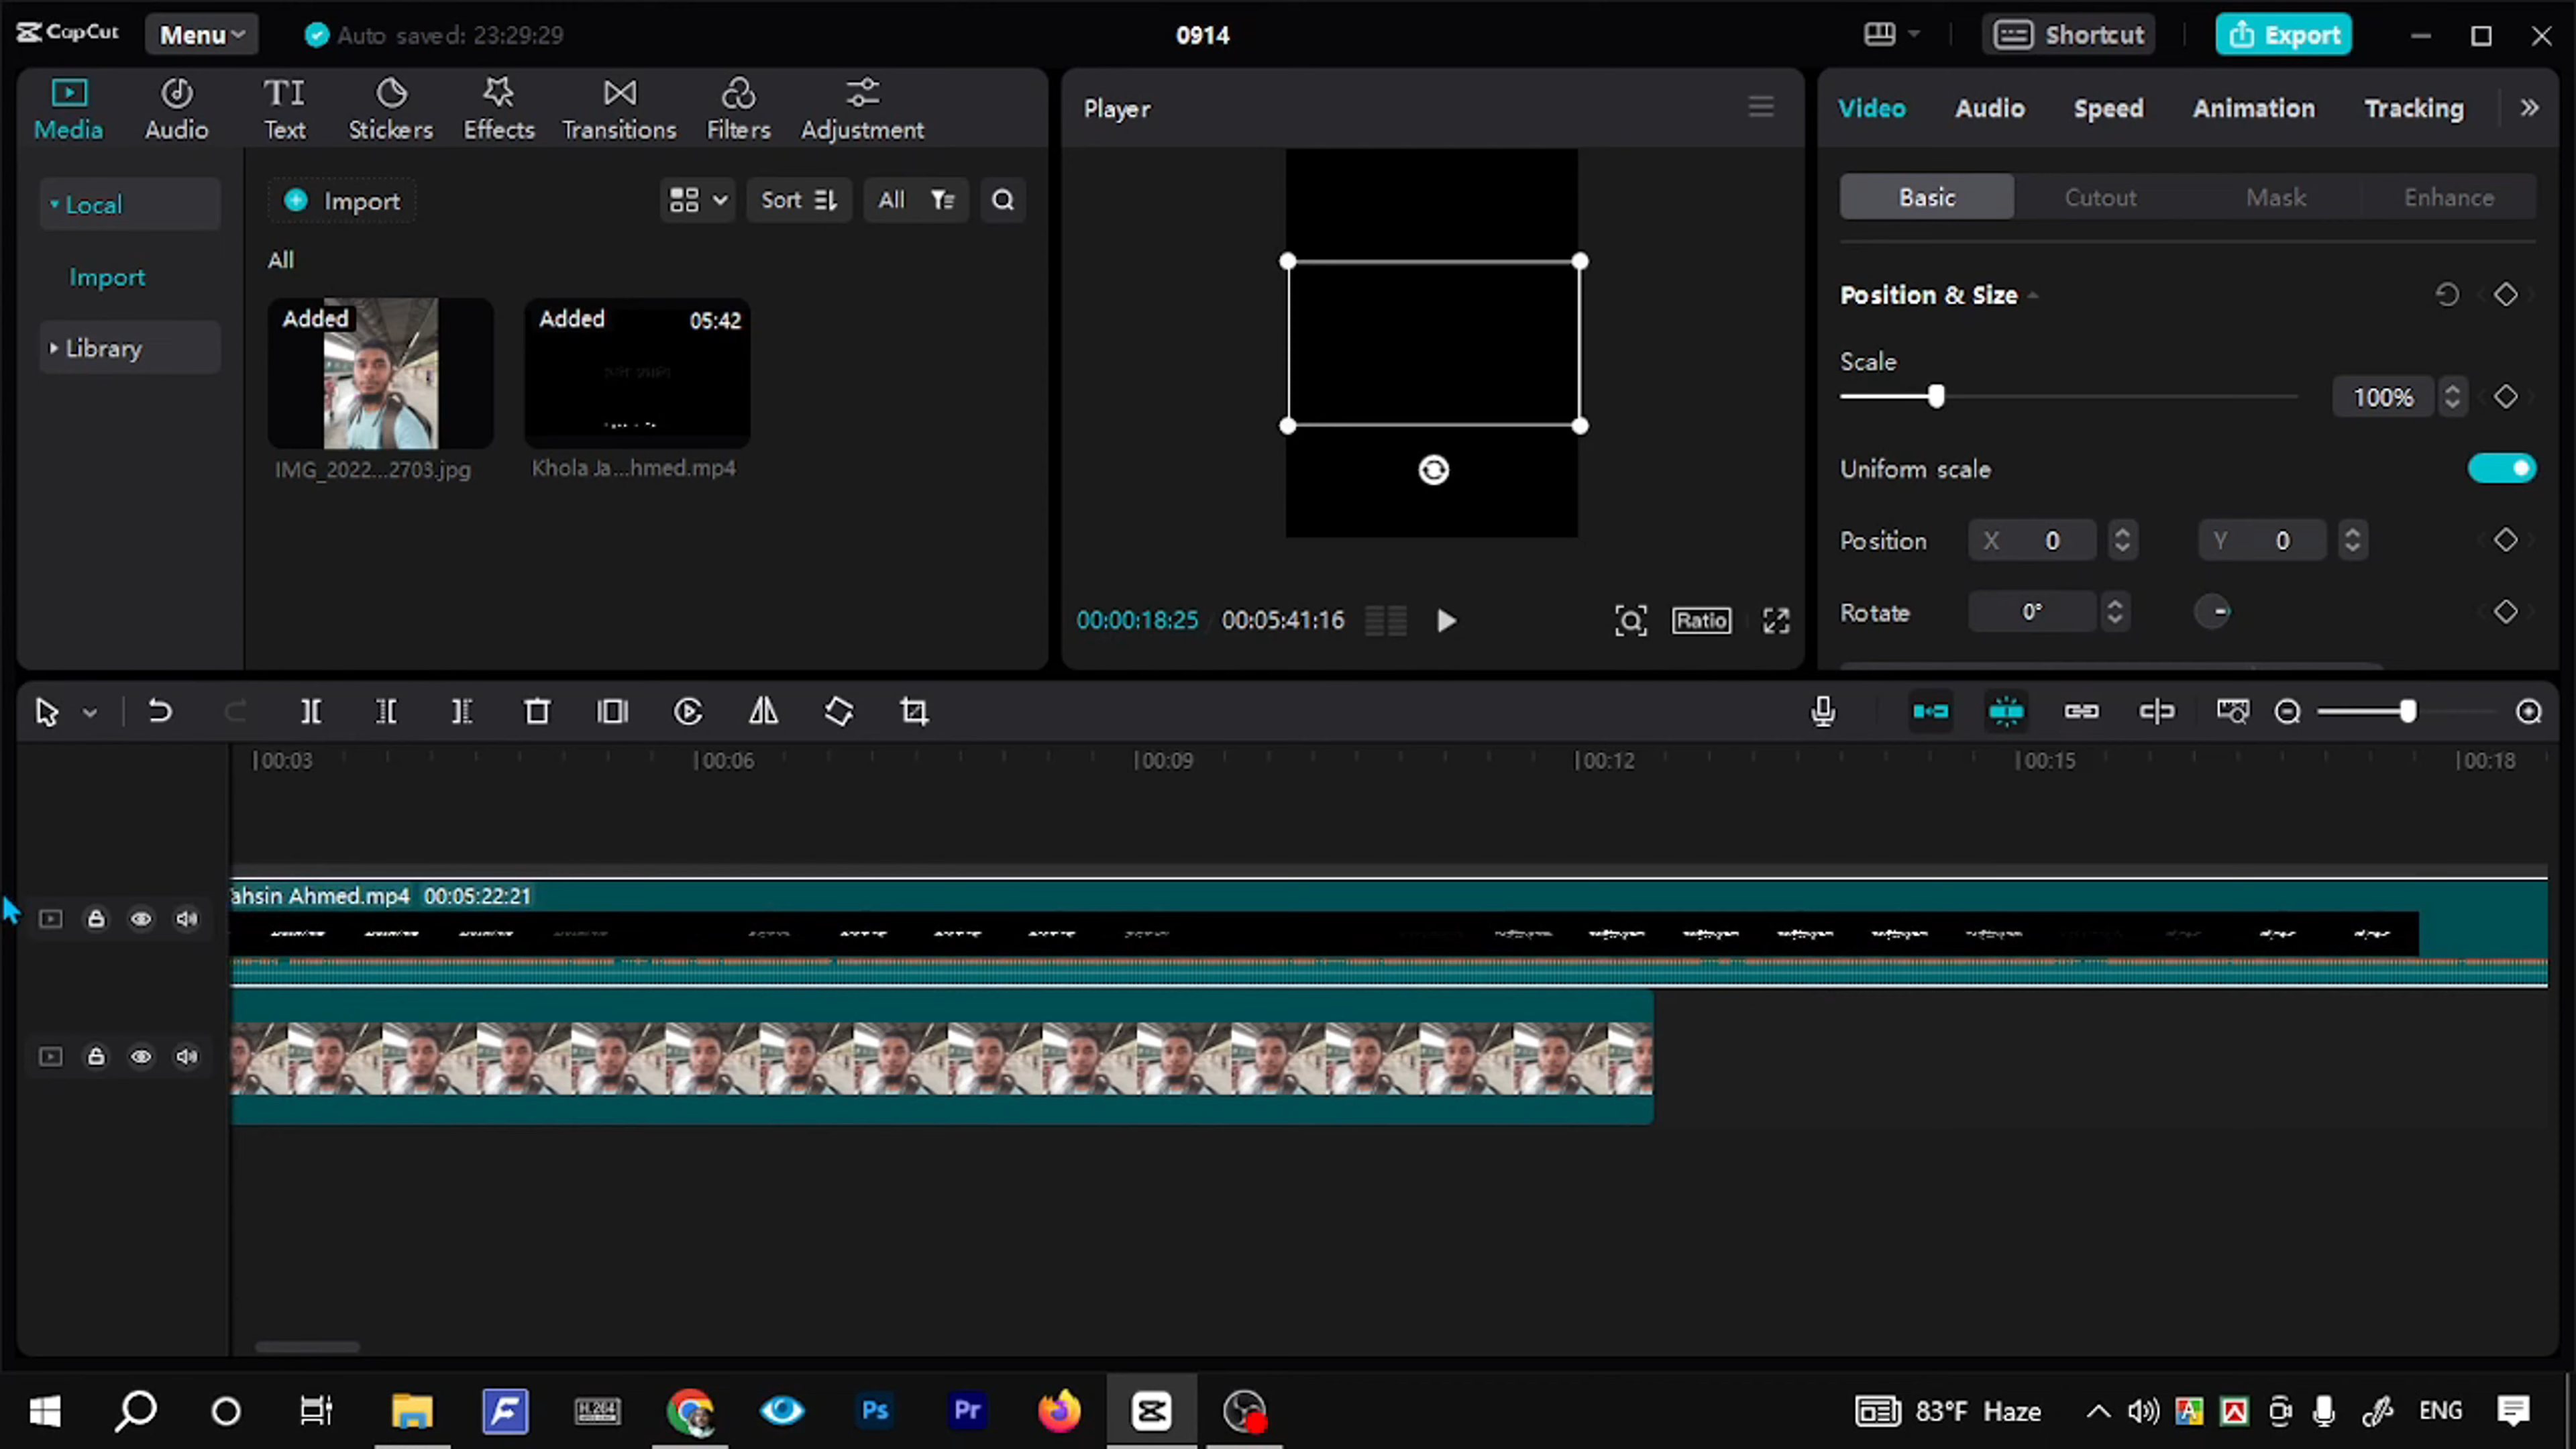 CapCut
Menu
Auto saved: 23:29:29
0914
Shortcut
Export
Media
Audio
Text
Stickers
Effects
Transitions
Filters
Adjustment
Player
Video
Audio
Speed
Animation
Tracking
Local
Import
Library
Import
Sort
All
All
Added
IMG_2022...2703.jpg
Added
05:42
Khola Ja...hmed.mp4
00:00:18:25
00:05:41:16
Ratio
Basic
Cutout
Mask
Enhance
Position & Size
Scale
100%
Uniform scale
Position
X 0
Y 0
Rotate
0°
00:03
00:06
00:09
00:12
00:15
00:18
ahsin Ahmed.mp4 00:05:22:21
H.264
Ps
Pr
83°F Haze
ENG